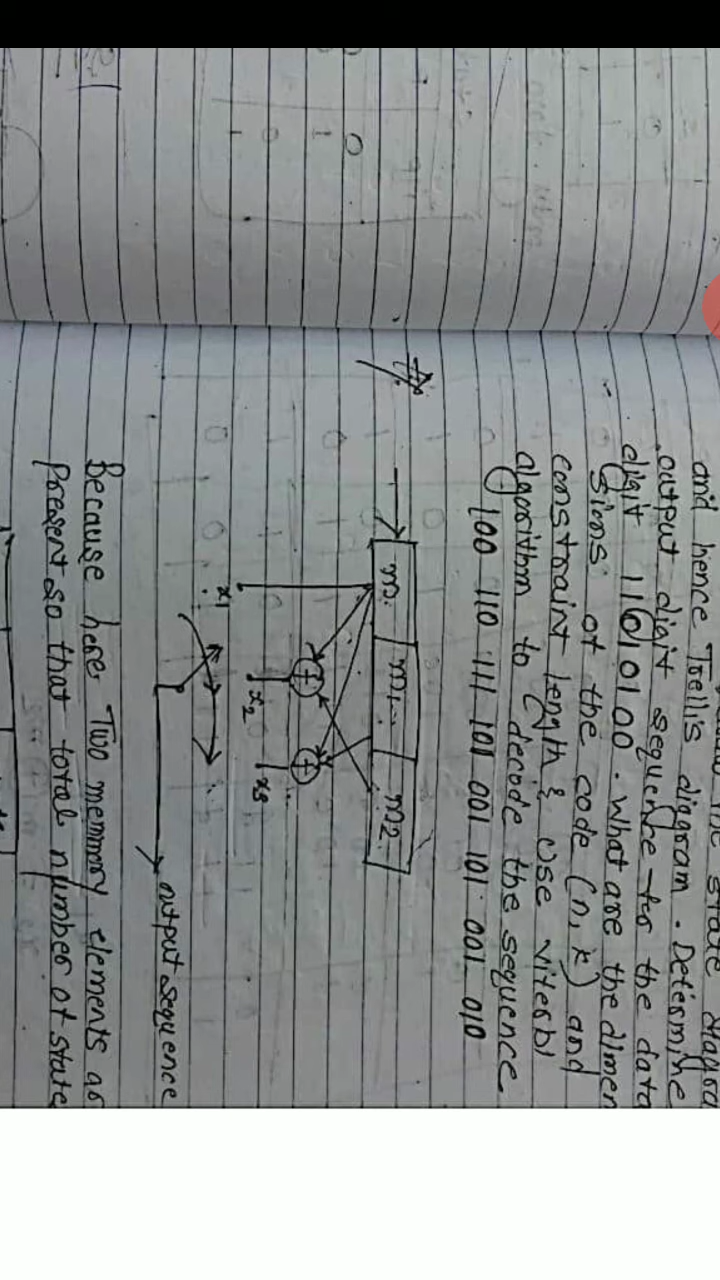 and hence Trellis diagram. Determine
output digit sequence for the data
digit 11010100. What are the dimen
sions of the code (n, k) and
constraint length & Use viterbi
algorithm to decode the sequence
100 110 111 101 001 101 001 010
m m1 m2
x1 x2 x3
output sequence
Because here Two memmory elements as
present so that total number of state